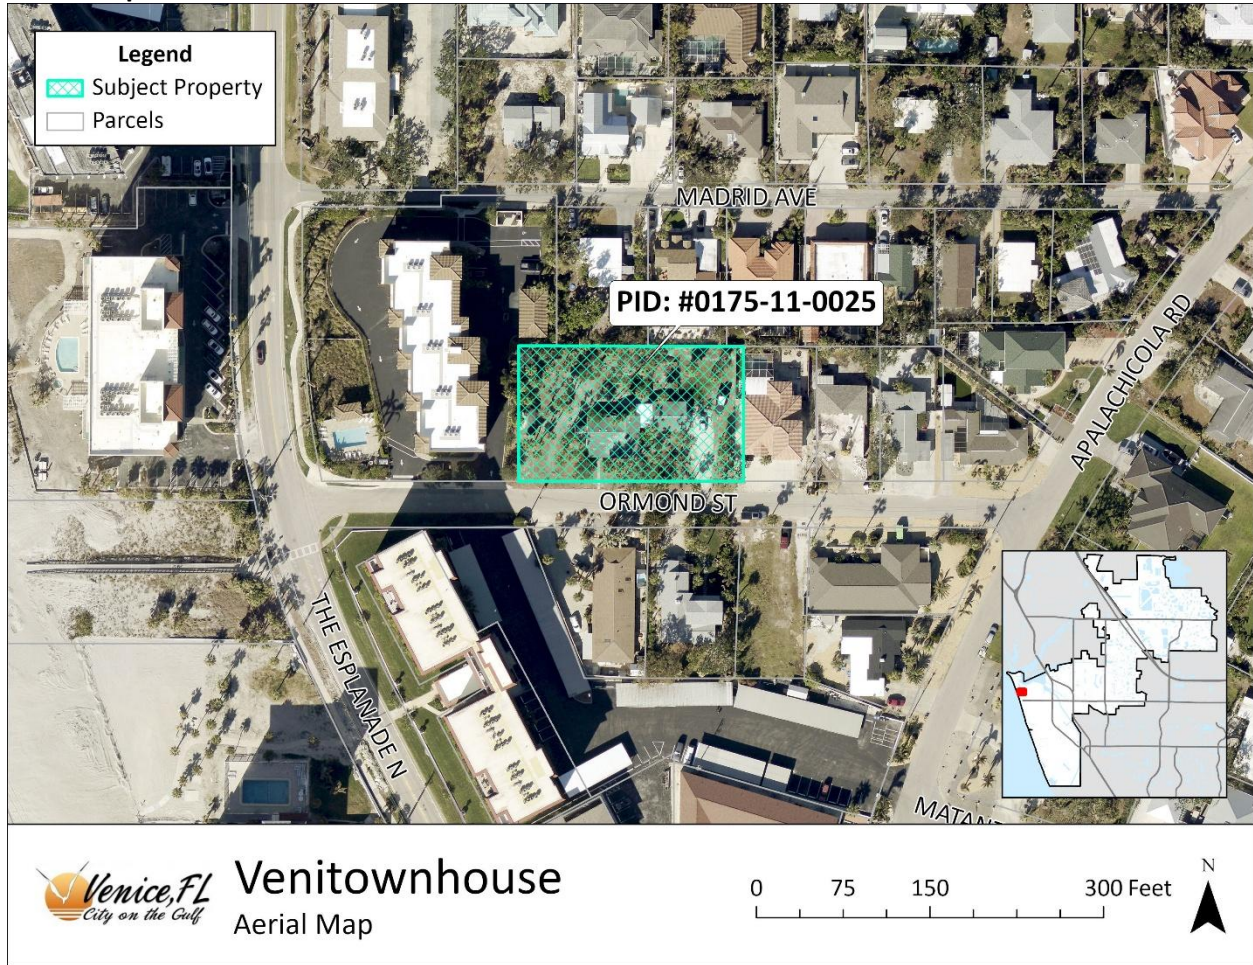 Legend
Subject Property
Parcels
MADRID AVE
PID: #0175-11-0025
APALACHICOLA RD
ORMOND ST
THE ESPLANADE N
Venice, FL
City on the Gulf
Venitownhouse
Aerial Map
0 75 150 300 Feet
N